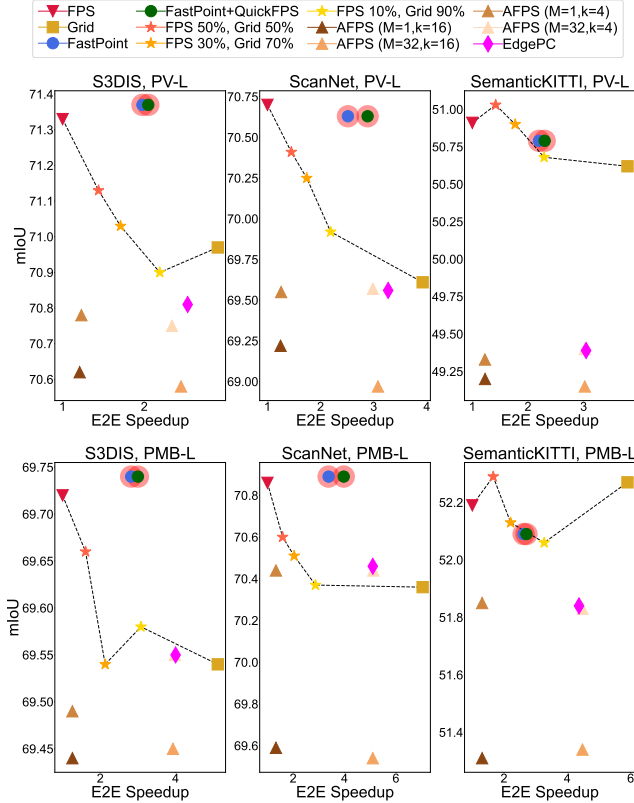 FPS
FastPoint+QuickFPS
FPS 10%, Grid 90%
AFPS (M=1,k=4)
Grid
FPS 50%, Grid 50%
AFPS (M=1,k=16)
AFPS (M=32,k=4)
FastPoint
FPS 30%, Grid 70%
AFPS (M=32,k=16)
EdgePC
S3DIS, PV-L
ScanNet, PV-L
SemanticKITTI, PV-L
mIoU
71.4
71.3
71.2
71.1
71.0
70.9
70.8
70.7
70.6
1 2
E2E Speedup
70.75
70.50
70.25
70.00
69.75
69.50
69.25
69.00
1 2 3 4
E2E Speedup
51.00
50.75
50.50
50.25
50.00
49.75
49.50
49.25
1 2 3
E2E Speedup
S3DIS, PMB-L
ScanNet, PMB-L
SemanticKITTI, PMB-L
mIoU
69.75
69.70
69.65
69.60
69.55
69.50
69.45
2 4
E2E Speedup
70.8
70.6
70.4
70.2
70.0
69.8
69.6
2 4 6
E2E Speedup
52.2
52.0
51.8
51.6
51.4
2 4 6
E2E Speedup